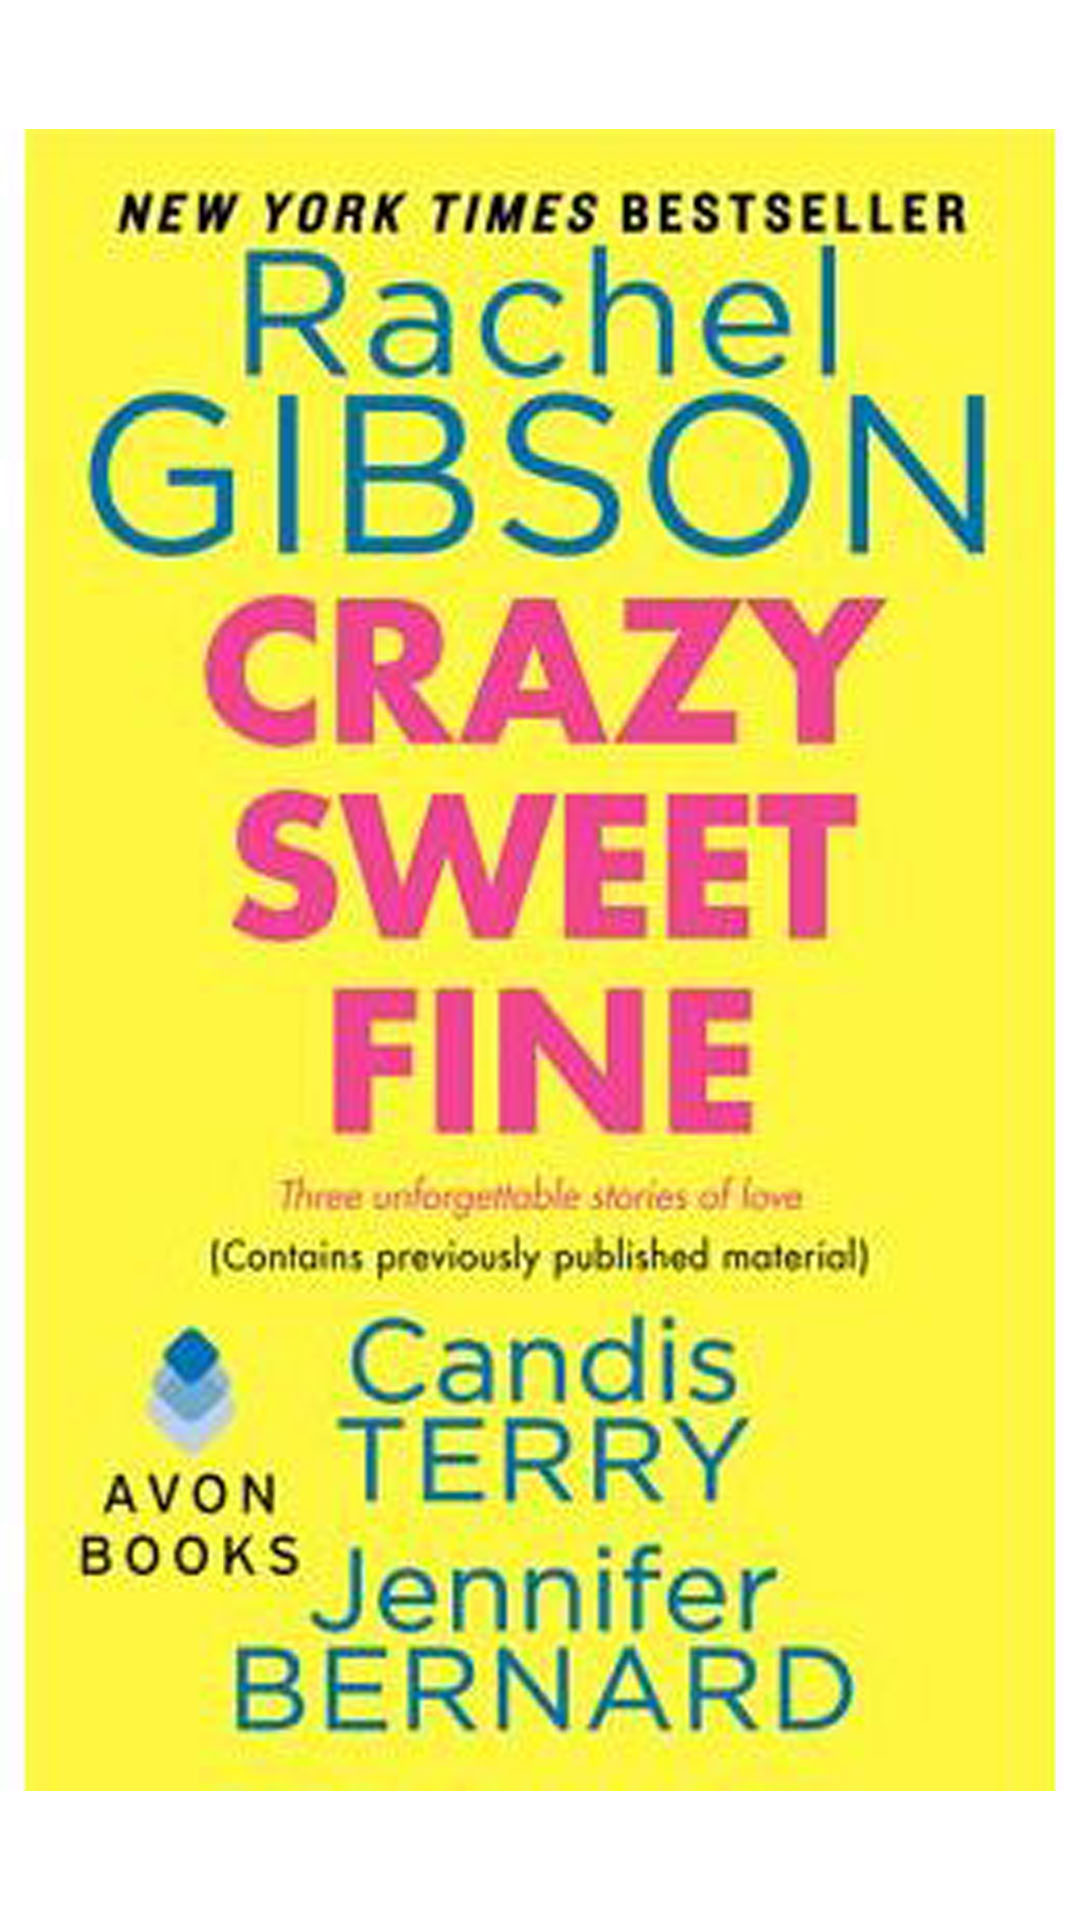 NEW YORK TIMES BESTSELLER
Rachel
GIBSON
CRAZY
SWEET
FINE
Three unforgettable stories of love
(Contains previously published material)
Candis
TERRY
AVON
BOOKS
Jennifer
BERNARD